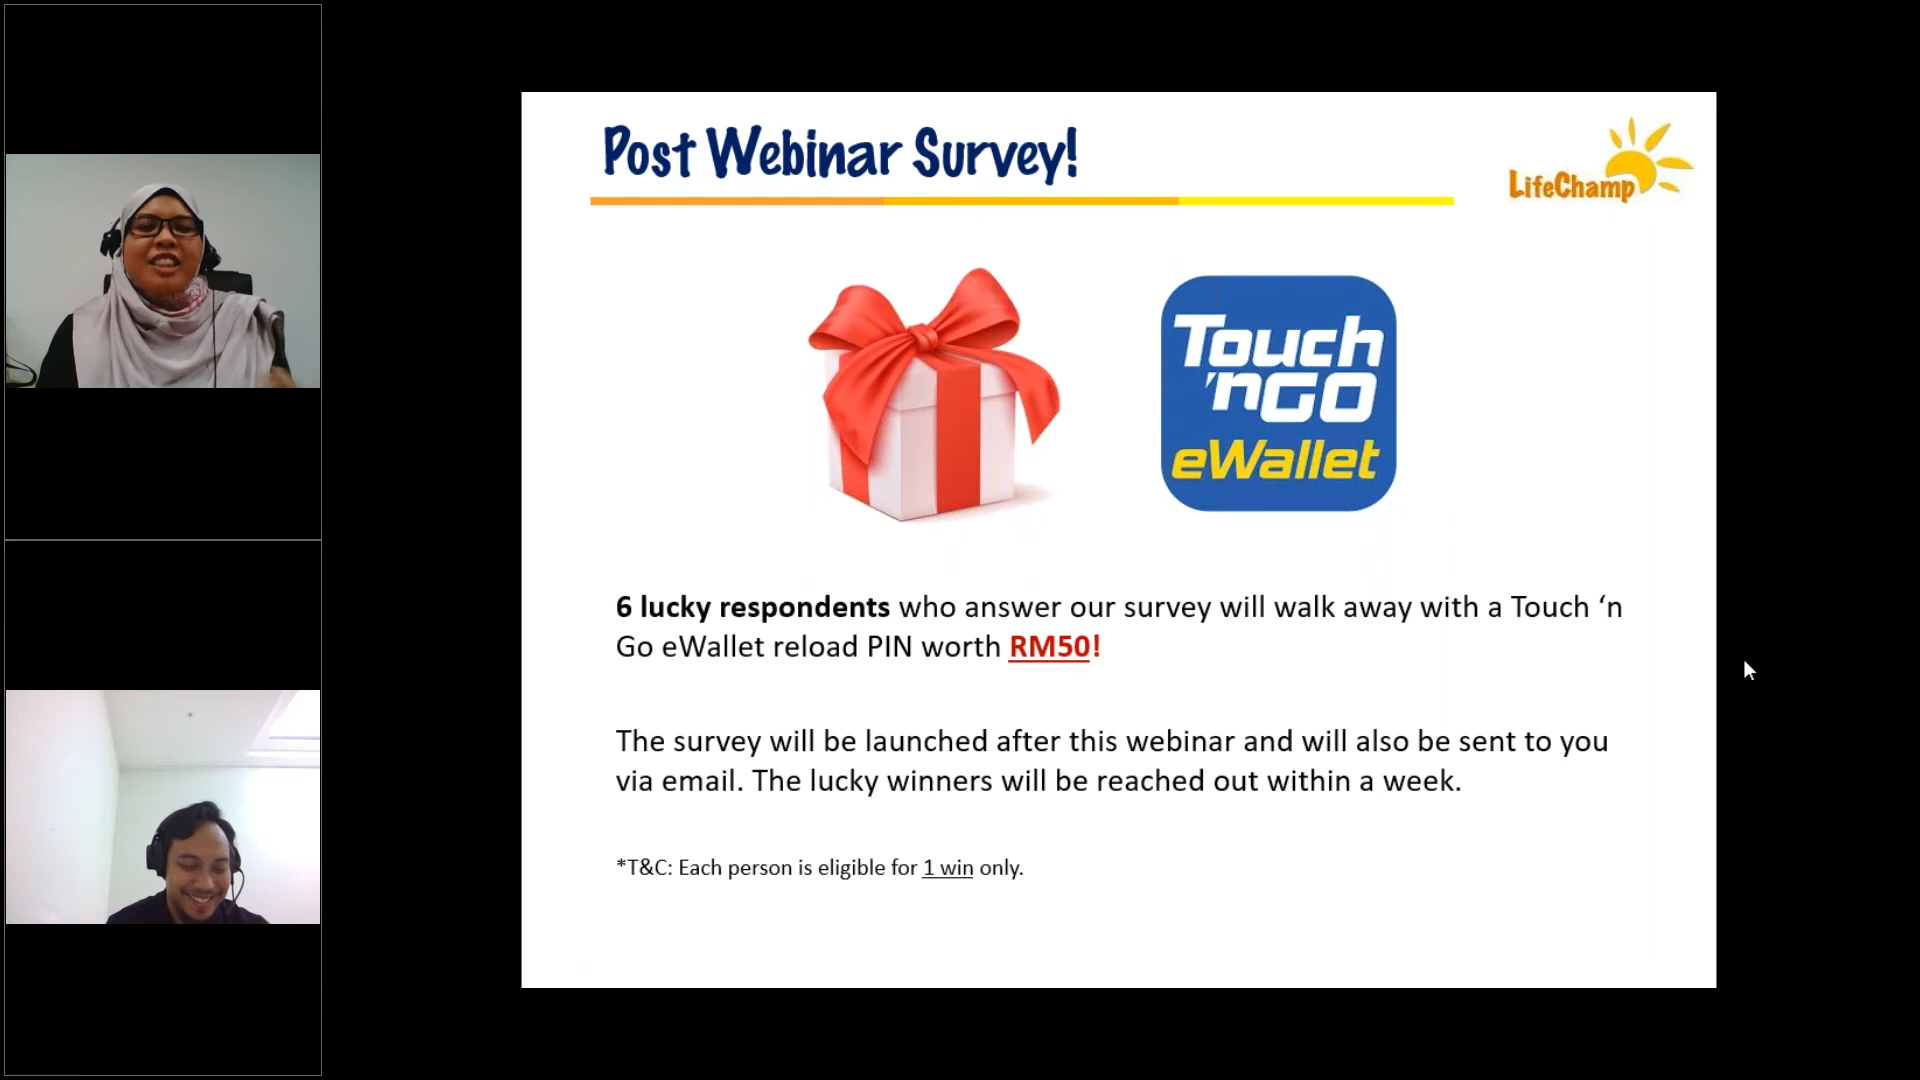 Post Webinar Survey!
LifeChamp
Touch
'nGO
eWallet
6 lucky respondents who answer our survey will walk away with a Touch ‘n
Go eWallet reload PIN worth RM50!
The survey will be launched after this webinar and will also be sent to you
via email. The lucky winners will be reached out within a week.
*T&C: Each person is eligible for 1 win only.